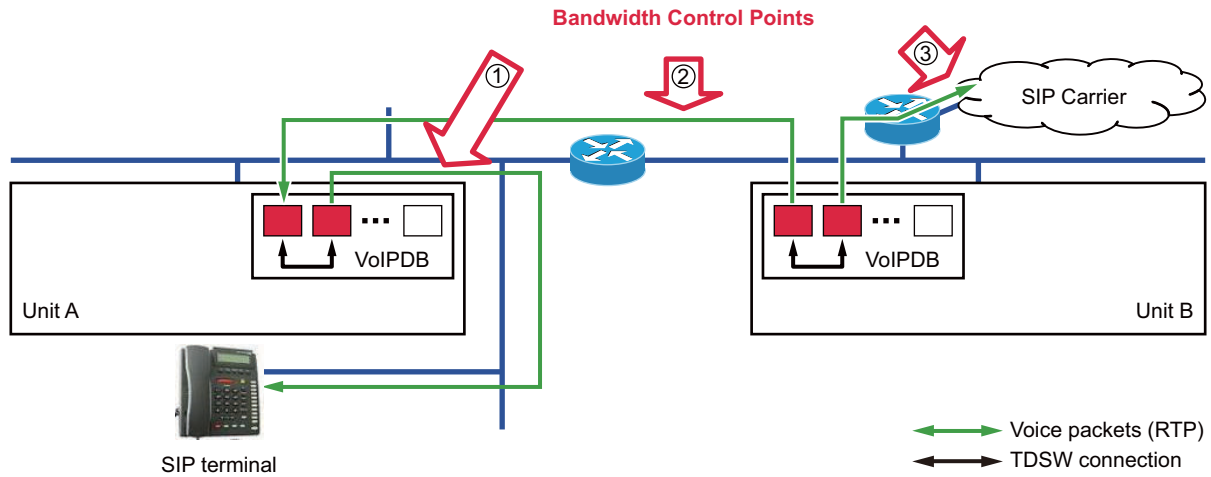 Bandwidth Control Points
①
②
③
SIP Carrier
VoIPDB
VoIPDB
Unit A
Unit B
SIP terminal
Voice packets (RTP)
TDSW connection